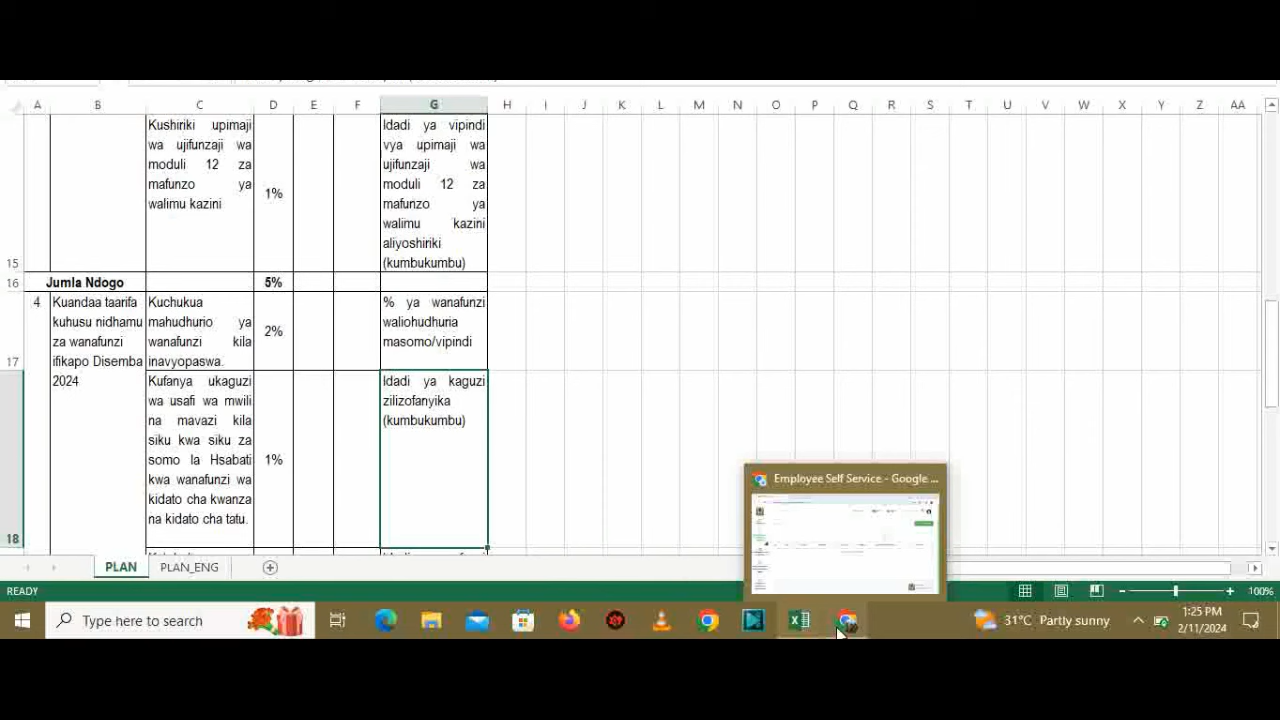 A B C D E F G H I J K L M N O P Q R S T U V W X Y Z AA
Kushiriki upimaji
wa ujifunzaji wa
moduli 12 za
mafunzo ya
walimu kazini
1%
Idadi ya vipindi
vya upimaji wa
ujifunzaji wa
moduli 12 za
mafunzo ya
walimu kazini
aliyoshiriki
(kumbukumbu)
15
16 Jumla Ndogo 5%
4
Kuandaa taarifa
kuhusu nidhamu
za wanafunzi
ifikapo Disemba
2024
Kuchukua
mahudhurio ya
wanafunzi kila
inavyopaswa.
2%
% ya wanafunzi
waliohudhuria
masomo/vipindi
17
Kufanya ukaguzi
wa usafi wa mwili
na mavazi kila
siku kwa siku za
somo la Hsabati
kwa wanafunzi wa
kidato cha kwanza
na kidato cha tatu.
1%
Idadi ya kaguzi
zilizofanyika
(kumbukumbu)
18
Employee Self Service - Google ...
PLAN PLAN_ENG
READY
100%
Type here to search
31°C Partly sunny
1:25 PM
2/11/2024